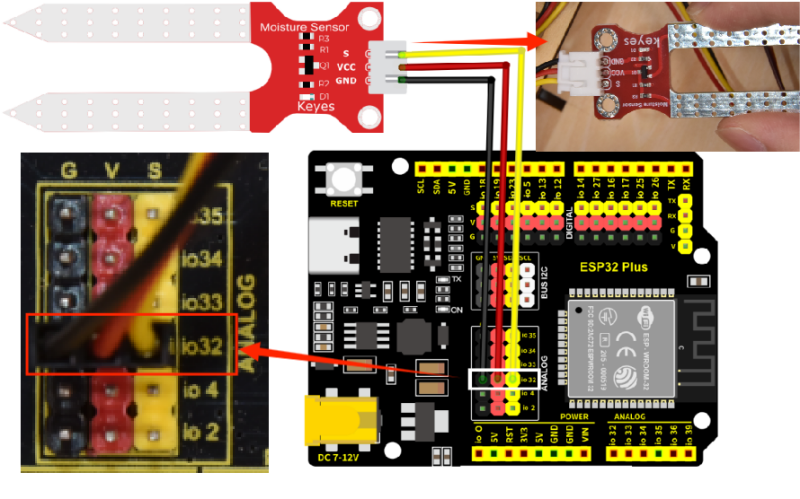 Moisture Sensor
R3
R1
S
Q1
VCC
GND
R2
D1
Keyes
keyes
GND
VCC
S
Moisture Sensor
G V S
io35
io34
io33
io32
io 4
io 2
ANALOG
RESET
SCL
SDA
5V
GND
io 18
io 19
io 23
io 5
io 13
io 12
io 14
io 27
io 16
io 17
io 25
io 26
TX
RX
S
V
G
DIGITAL
TX
RX
G
V
ESP32 Plus
BUS I2C
TX
ON
io 35
io 34
io 33
io 32
io 4
io 2
ANALOG
DC 7-12V
POWER
ANALOG
io 0
5V
RST
3V3
5V
GND
GND
VIN
io 32
io 33
io 34
io 35
io 36
io 39